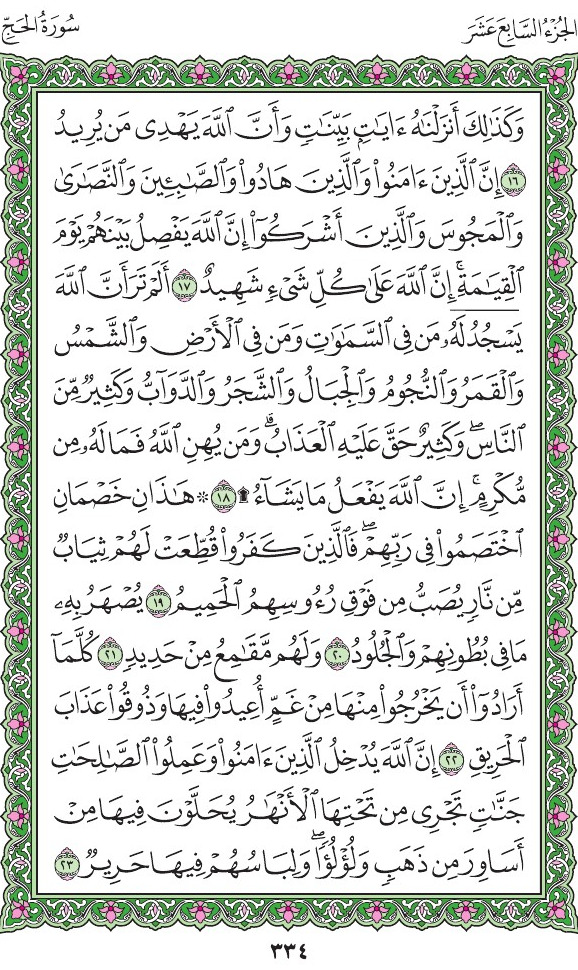 الجُزْءُ السَّابِعَ عَشَرَ
سُورَةُ الحَجِّ
وَكَذَٰلِكَ أَنزَلْنَٰهُ ءَايَٰتٍۭ بَيِّنَٰتٍ وَأَنَّ ٱللَّهَ يَهْدِى مَن يُرِيدُ
١٦ إِنَّ ٱلَّذِينَ ءَامَنُوا۟ وَٱلَّذِينَ هَادُوا۟ وَٱلصَّٰبِـِٔينَ وَٱلنَّصَٰرَىٰ
وَٱلْمَجُوسَ وَٱلَّذِينَ أَشْرَكُوٓا۟ إِنَّ ٱللَّهَ يَفْصِلُ بَيْنَهُمْ يَوْمَ
ٱلْقِيَٰمَةِ ۚ إِنَّ ٱللَّهَ عَلَىٰ كُلِّ شَىْءٍ شَهِيدٌ ١٧ أَلَمْ تَرَ أَنَّ ٱللَّهَ
يَسْجُدُ لَهُۥ مَن فِى ٱلسَّمَٰوَٰتِ وَمَن فِى ٱلْأَرْضِ وَٱلشَّمْسُ
وَٱلْقَمَرُ وَٱلنُّجُومُ وَٱلْجِبَالُ وَٱلشَّجَرُ وَٱلدَّوَآبُّ وَكَثِيرٌ مِّنَ
ٱلنَّاسِ ۖ وَكَثِيرٌ حَقَّ عَلَيْهِ ٱلْعَذَابُ ۗ وَمَن يُهِنِ ٱللَّهُ فَمَا لَهُۥ مِن
مُّكْرِمٍ ۚ إِنَّ ٱللَّهَ يَفْعَلُ مَا يَشَآءُ ۩ ١٨ ۞ هَٰذَانِ خَصْمَانِ
ٱخْتَصَمُوا۟ فِى رَبِّهِمْ ۖ فَٱلَّذِينَ كَفَرُوا۟ قُطِّعَتْ لَهُمْ ثِيَابٌ
مِّن نَّارٍ يُصَبُّ مِن فَوْقِ رُءُوسِهِمُ ٱلْحَمِيمُ ١٩ يُصْهَرُ بِهِۦ
مَا فِى بُطُونِهِمْ وَٱلْجُلُودُ ٢٠ وَلَهُم مَّقَٰمِعُ مِنْ حَدِيدٍ ٢١ كُلَّمَآ
أَرَادُوٓا۟ أَن يَخْرُجُوا۟ مِنْهَا مِنْ غَمٍّ أُعِيدُوا۟ فِيهَا وَذُوقُوا۟ عَذَابَ
ٱلْحَرِيقِ ٢٢ إِنَّ ٱللَّهَ يُدْخِلُ ٱلَّذِينَ ءَامَنُوا۟ وَعَمِلُوا۟ ٱلصَّٰلِحَٰتِ
جَنَّٰتٍ تَجْرِى مِن تَحْتِهَا ٱلْأَنْهَٰرُ يُحَلَّوْنَ فِيهَا مِنْ
أَسَاوِرَ مِن ذَهَبٍ وَلُؤْلُؤًا ۖ وَلِبَاسُهُمْ فِيهَا حَرِيرٌ ٢٣
٣٣٤